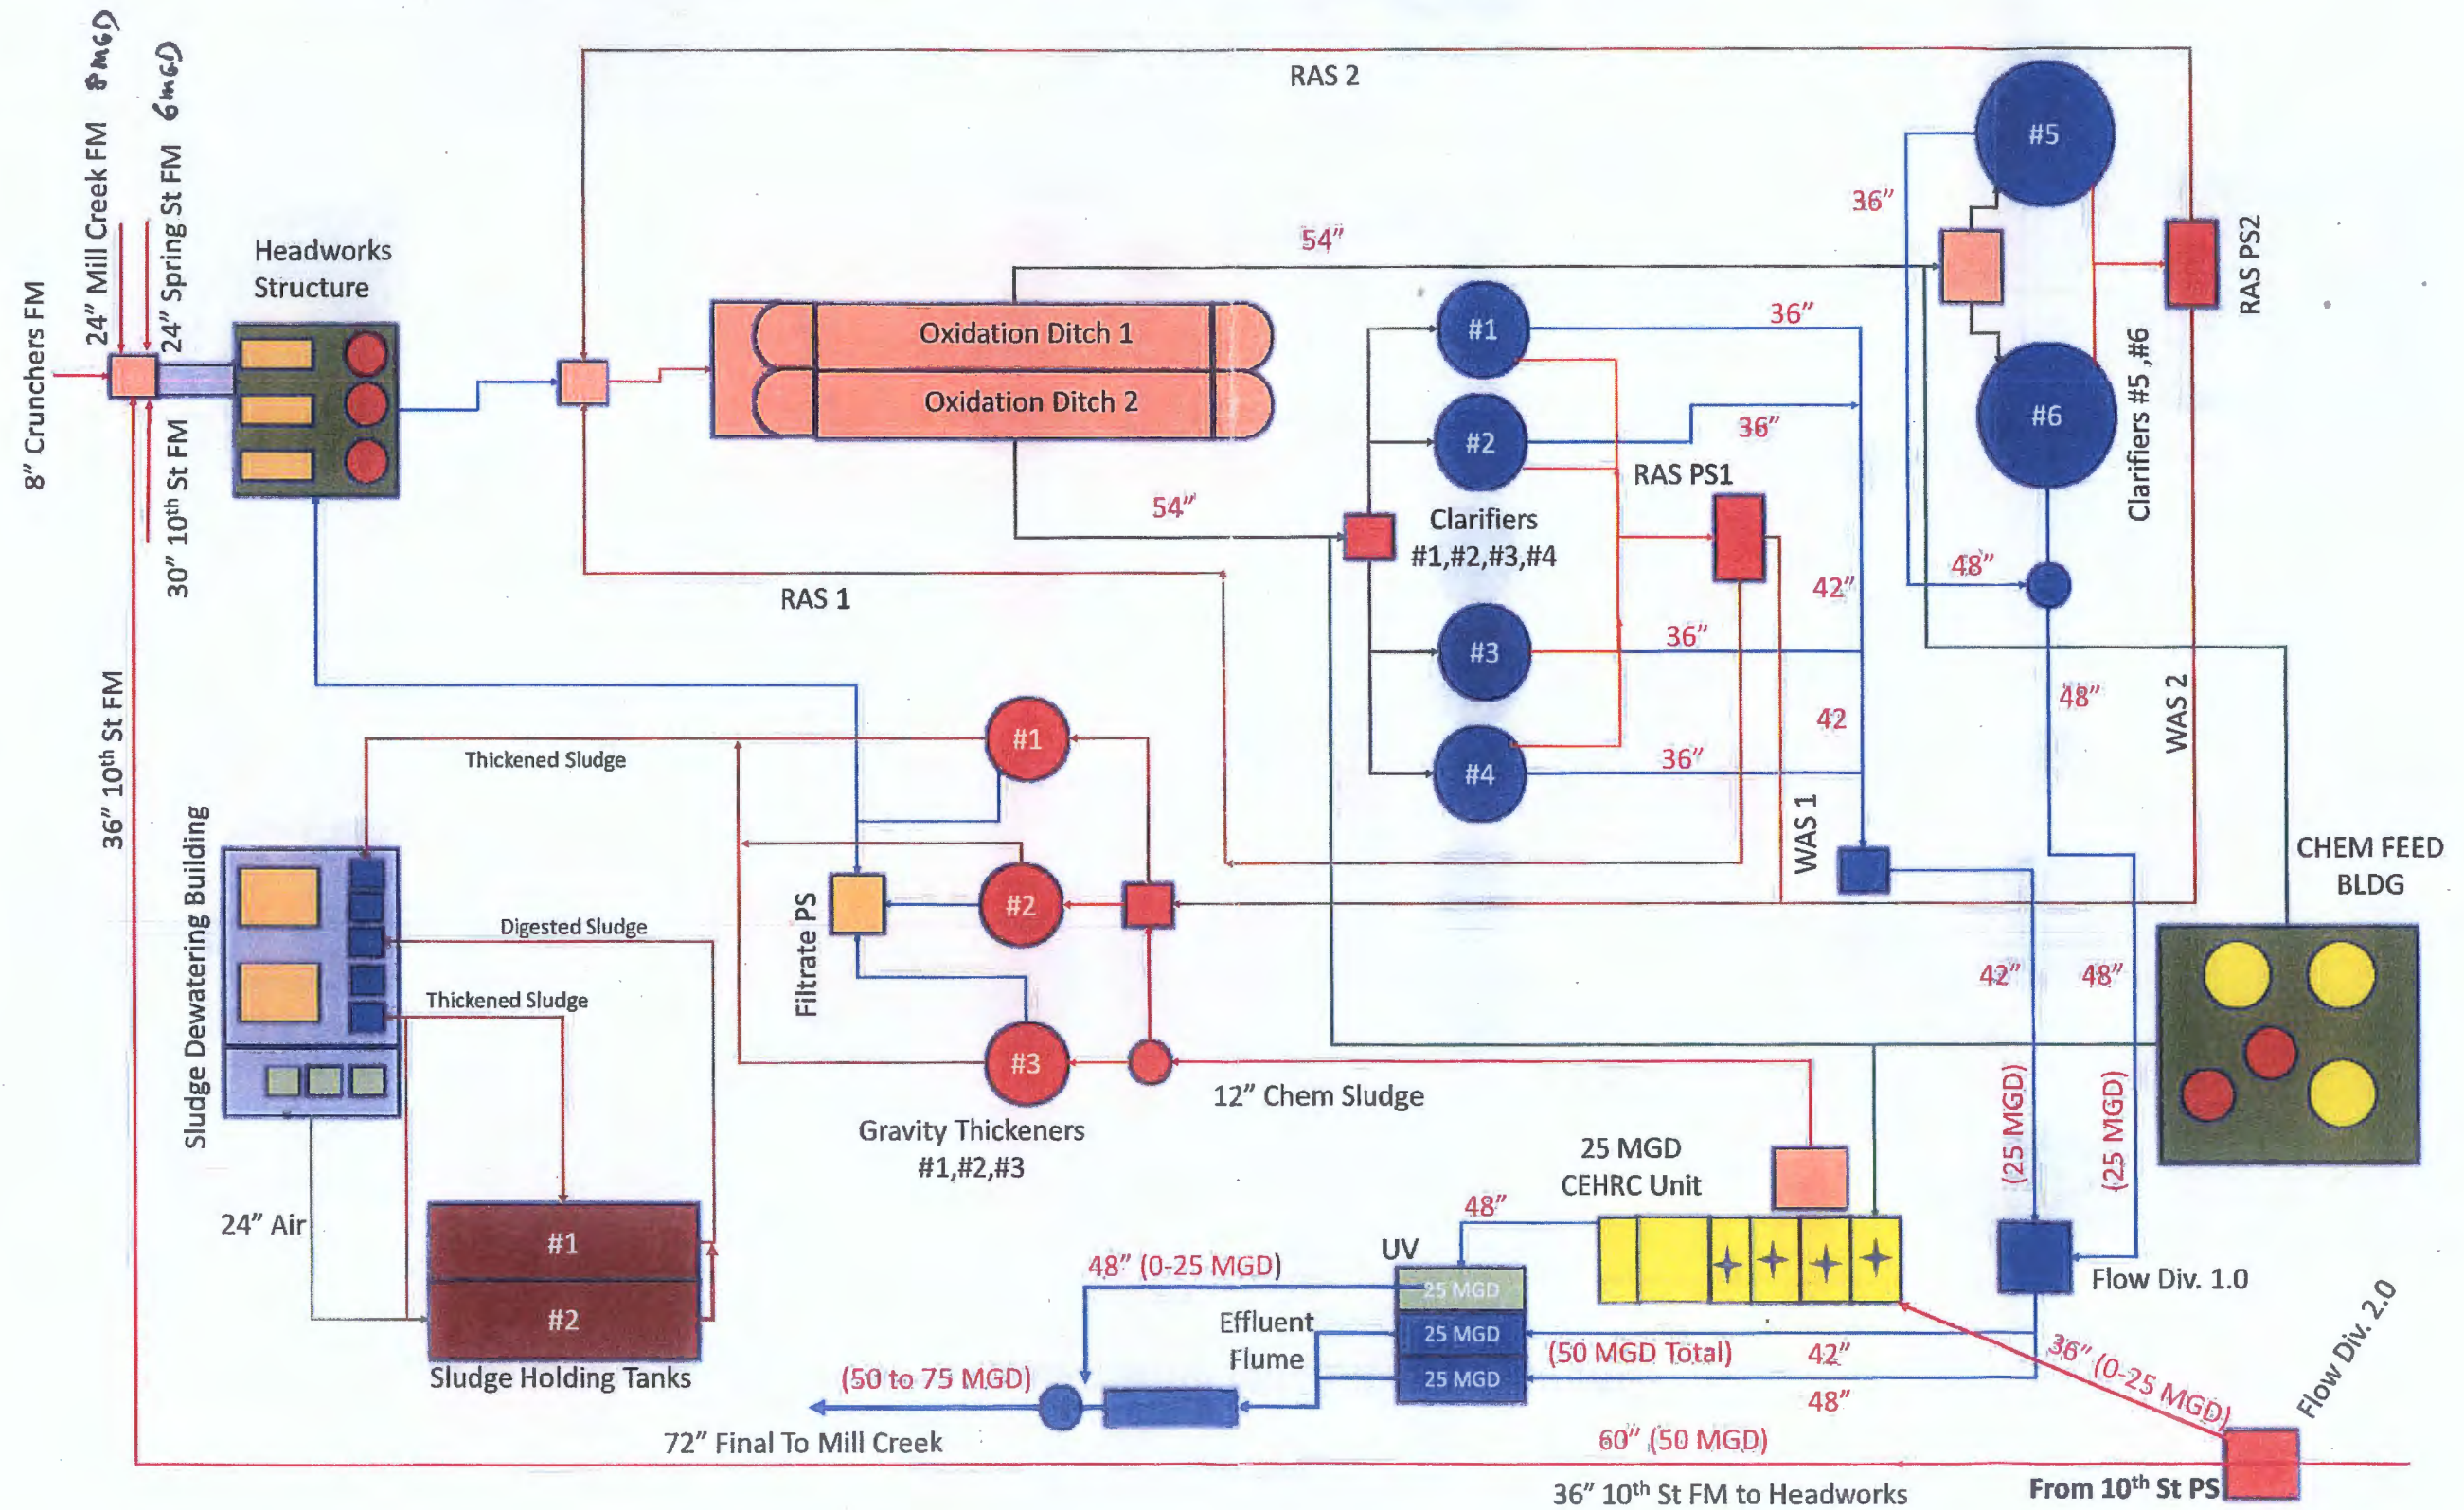 24" Mill Creek FM 8 MGD
24" Spring St FM 6 mGD
8" Crunchers FM
30" 10th St FM
36" 10th St FM
Headworks
Structure
RAS 2
54"
Oxidation Ditch 1
Oxidation Ditch 2
54"
RAS 1
#1
#2
#3
#4
Clarifiers
#1,#2,#3,#4
RAS PS1
36"
36"
36"
36"
42"
42
WAS 1
36"
#5
#6
Clarifiers #5 ,#6
RAS PS2
48"
48"
WAS 2
CHEM FEED
BLDG
Thickened Sludge
Digested Sludge
Thickened Sludge
Sludge Dewatering Building
Filtrate PS
#1
#2
#3
Gravity Thickeners
#1,#2,#3
12" Chem Sludge
24" Air
#1
#2
Sludge Holding Tanks
42"
48"
(25 MGD)
(25 MGD)
25 MGD
CEHRC Unit
48"
UV
25 MGD
25 MGD
25 MGD
48" (0-25 MGD)
Effluent
Flume
(50 MGD Total)
42"
48"
Flow Div. 1.0
36" (0-25 MGD)
Flow Div. 2.0
(50 to 75 MGD)
72" Final To Mill Creek
60" (50 MGD)
36" 10th St FM to Headworks
From 10th St PS